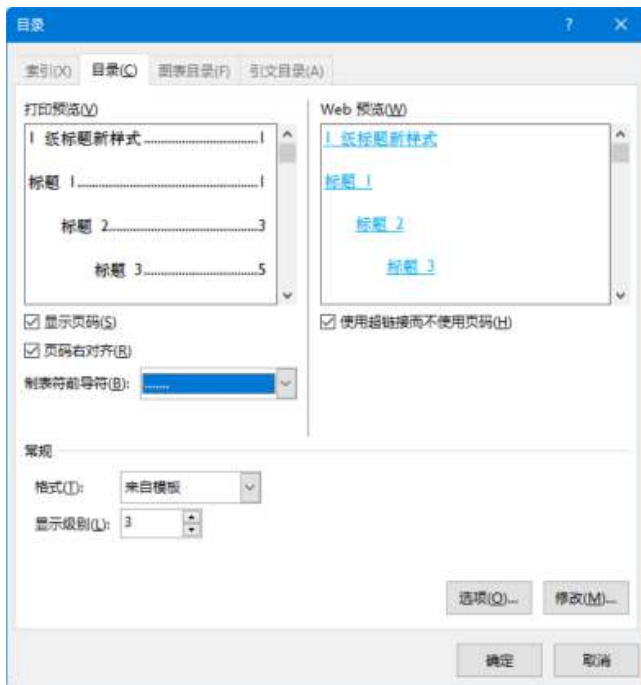 目录
索引(X) 目录(C) 图表目录(F) 引文目录(A)
打印预览(V)
1 级标题新样式....................................1
标题 1....................................................1
标题 2..............................................3
标题 3........................................5
Web 预览(W)
1 级标题新样式
标题 1
标题 2
标题 3
显示页码(S)
页码右对齐(R)
制表符前导符(B): .......
使用超链接而不使用页码(H)
常规
格式(T): 来自模板
显示级别(L): 3
选项(O)... 修改(M)...
确定 取消